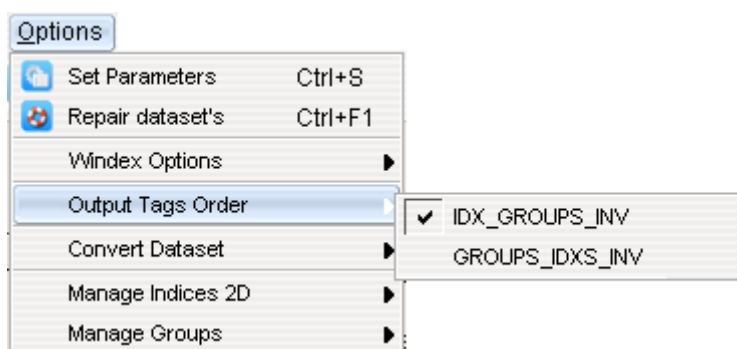 Options
Set Parameters Ctrl+S
Repair dataset's Ctrl+F1
Windex Options
Output Tags Order
IDX_GROUPS_INV
Convert Dataset
GROUPS_IDXS_INV
Manage Indices 2D
Manage Groups